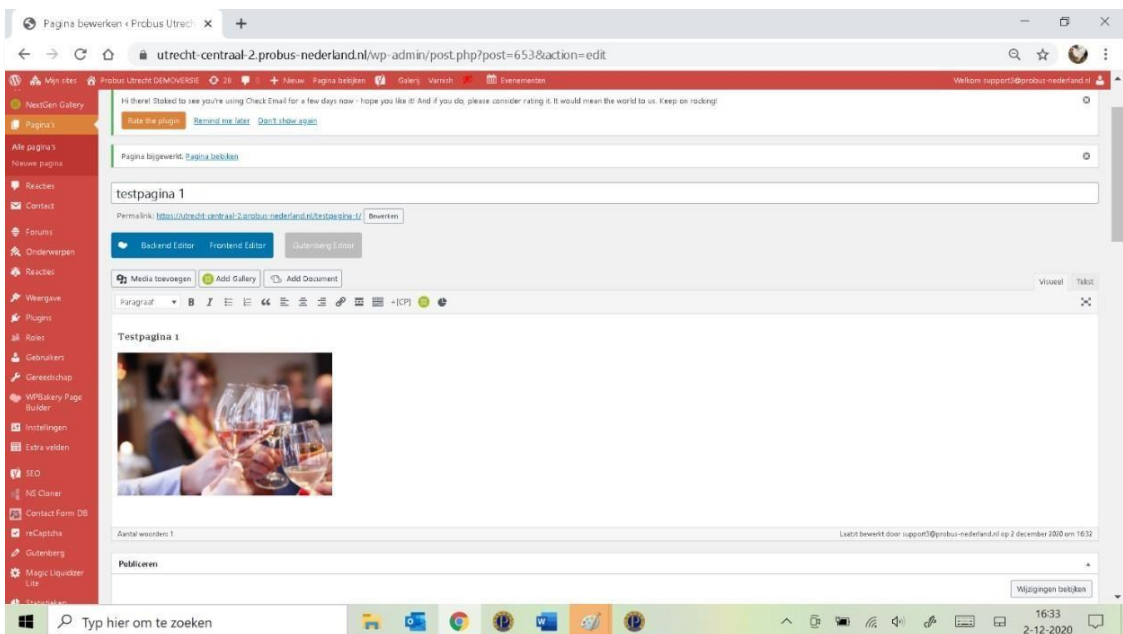 Pagina bewerken ‹ Probus Utrech
utrecht-centraal-2.probus-nederland.nl/wp-admin/post.php?post=653&action=edit
Mijn sites Probus Utrecht DEMOVERSIE 28 0 Nieuw Pagina bekijken Galerij Varnish Evenementen Welkom support3@probus-nederland.nl
NextGen Gallery
Pagina's
Alle pagina's
Nieuwe pagina
Reacties
Contact
Forums
Onderwerpen
Reacties
Weergave
Plugins
Roles
Gebruikers
Gereedschap
WPBakery Page
Builder
Instellingen
Extra velden
SEO
NS Cloner
Contact Form DB
reCaptcha
Gutenberg
Magic Liquidizer
Lite
Statistieken
Hi there! Stoked to see you're using Check Email for a few days now - hope you like it! And if you do, please consider rating it. It would mean the world to us. Keep on rocking!
Rate the plugin Remind me later Don't show again
Pagina bijgewerkt. Pagina bekijken
testpagina 1
Permalink: https://utrecht-centraal-2.probus-nederland.nl/testpagina-1/ Bewerken
Backend Editor Frontend Editor Gutenberg Editor
Media toevoegen Add Gallery Add Document
Visueel Tekst
Paragraaf B I +[CP]
Testpagina 1
Aantal woorden: 1
Laatst bewerkt door support3@probus-nederland.nl op 2 december 2020 om 16:32
Publiceren
Wijzigingen bekijken
Typ hier om te zoeken
16:33
2-12-2020